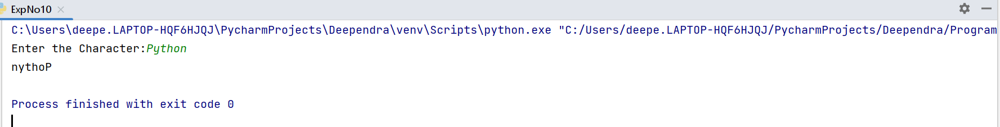 ExpNo10
C:\Users\deepe.LAPTOP-HQF6HJQJ\PycharmProjects\Deependra\venv\Scripts\python.exe "C:/Users/deepe.LAPTOP-HQF6HJQJ/PycharmProjects/Deependra/Program
Enter the Character:Python
nythoP
Process finished with exit code 0